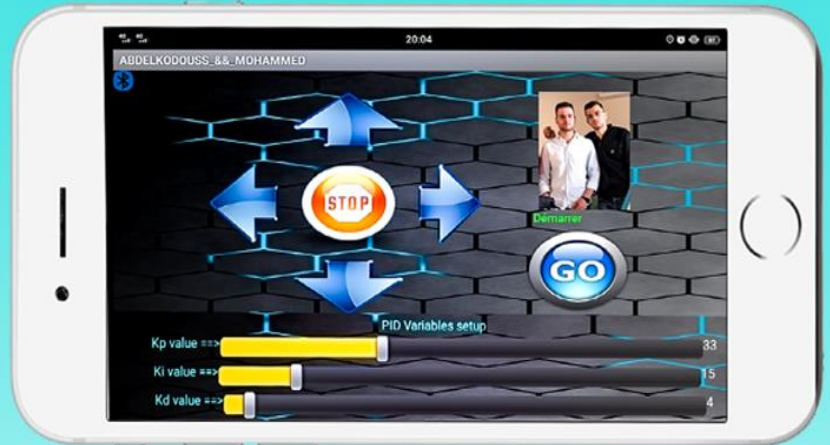 20:04
ABDELKODOUSS_&&_MOHAMMED
STOP
Démarrer
GO
PID Variables setup
Kp value ==> 33
Ki value ==> 15
Kd value ==> 4